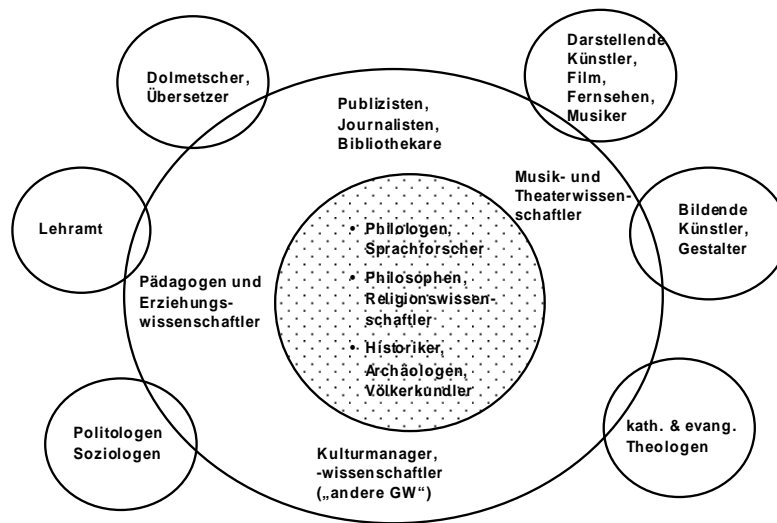 Dolmetscher,
Übersetzer
Publizisten,
Journalisten,
Bibliothekare
Darstellende
Künstler,
Film,
Fernsehen,
Musiker
Musik- und
Theaterwissen-
schaftler
Lehramt
Bildende
Künstler,
Gestalter
• Philologen,
Sprachforscher
• Philosophen,
Religionswissen-
schaftler
• Historiker,
Archäologen,
Völkerkundler
Pädagogen und
Erziehungs-
wissenschaftler
Politologen
Soziologen
Kulturmanager,
-wissenschaftler
(„andere GW“)
kath. & evang.
Theologen